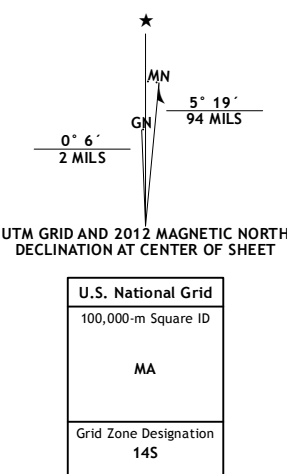 ★
MN
5° 19´
94 MILS
GN
0° 6´
2 MILS
UTM GRID AND 2012 MAGNETIC NORTH
DECLINATION AT CENTER OF SHEET
U.S. National Grid
100,000-m Square ID
MA
Grid Zone Designation
14S